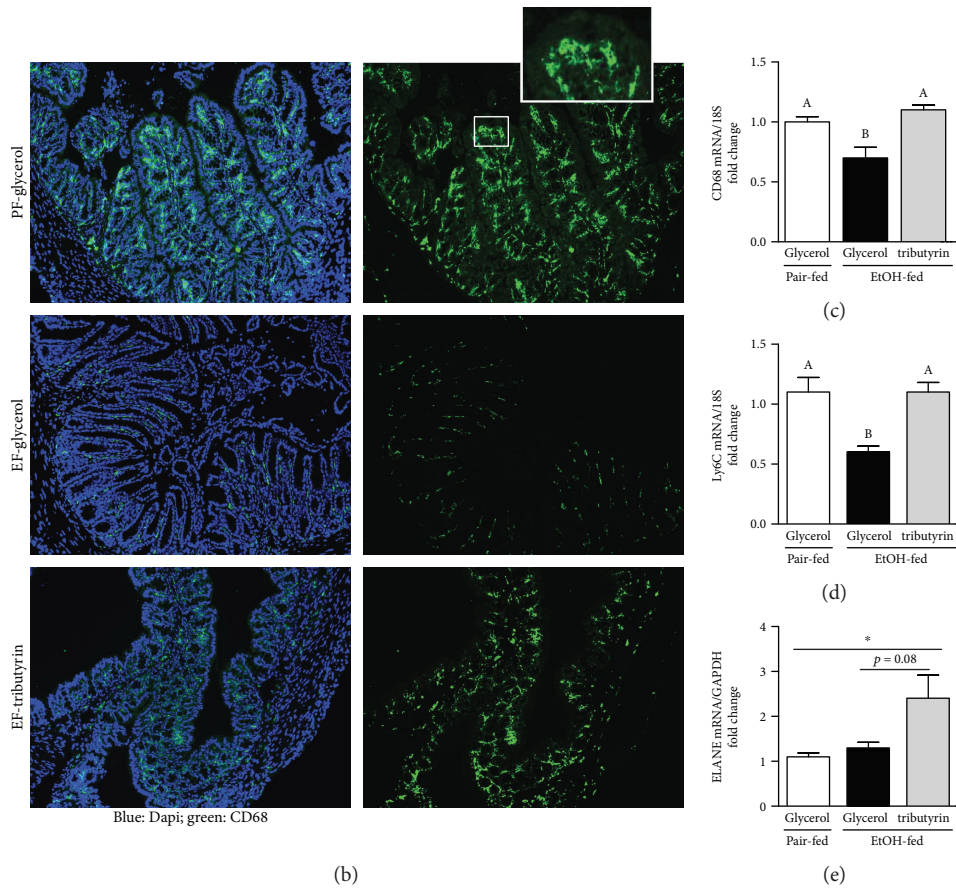 PF-glycerol
EF-glycerol
EF-tributyrin
Blue: Dapi; green: CD68
(b)
CD68 mRNA/18S
fold change
1.5
1.0
0.5
0.0
A
B
A
Glycerol Glycerol tributyrin
Pair-fed EtOH-fed
(c)
Ly6C mRNA/18S
fold change
1.5
1.0
0.5
0.0
A
B
A
Glycerol Glycerol tributyrin
Pair-fed EtOH-fed
(d)
ELANE mRNA/GAPDH
fold change
4
3
2
1
0
*
p = 0.08
Glycerol Glycerol tributyrin
Pair-fed EtOH-fed
(e)